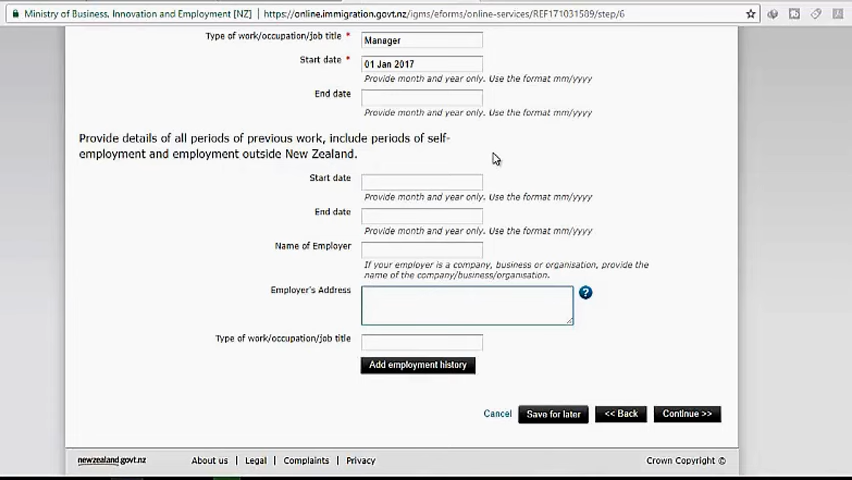 Ministry of Business, Innovation and Employment [NZ] | https://online.immigration.govt.nz/igms/eforms/online-services/REF171031509/step/6
Type of work/occupation/job title * Manager
Start date * 01 Jan 2017
Provide month and year only. Use the format mm/yyyy
End date
Provide month and year only. Use the format mm/yyyy
Provide details of all periods of previous work, include periods of self-
employment and employment outside New Zealand.
Start date
Provide month and year only. Use the format mm/yyyy
End date
Provide month and year only. Use the format mm/yyyy
Name of Employer
If your employer is a company, business or organisation, provide the
name of the company/business/organisation.
Employer's Address ?
Type of work/occupation/job title
Add employment history
Cancel Save for later << Back Continue >>
newzealand.govt.nz About us | Legal | Complaints | Privacy Crown Copyright ©